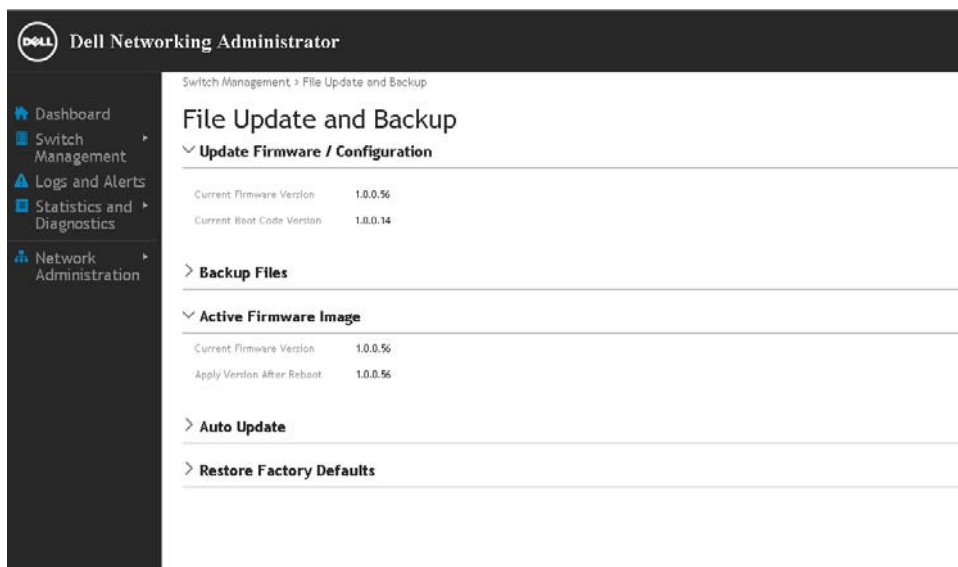 DELL Dell Networking Administrator
Switch Management > File Update and Backup
Dashboard
Switch
Management
Logs and Alerts
Statistics and
Diagnostics
Network
Administration
File Update and Backup
Update Firmware / Configuration
Current Firmware Version 1.0.0.56
Current Boot Code Version 1.0.0.14
Backup Files
Active Firmware Image
Current Firmware Version 1.0.0.56
Apply Version After Reboot 1.0.0.56
Auto Update
Restore Factory Defaults